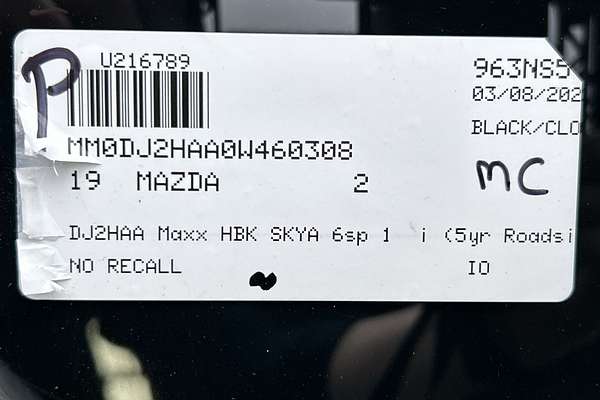 P
U216789
963NS5
03/08/202
MM0DJ2HAA0W460308
BLACK/CLO
19 MAZDA 2
MC
DJ2HAA Maxx HBK SKYA 6sp 1 i (5yr Roadsi
NO RECALL IO